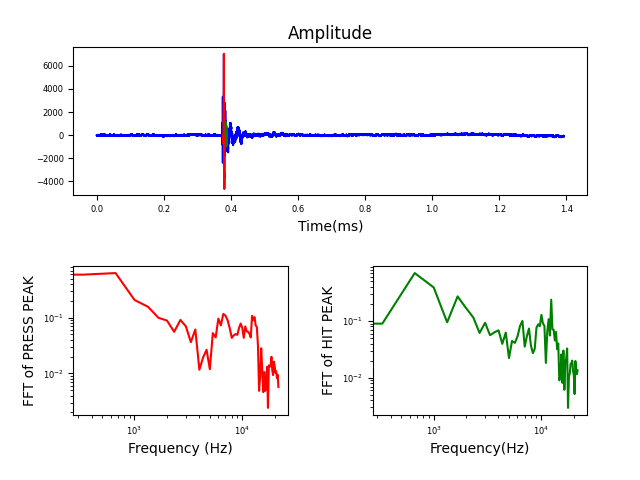 Amplitude
6000
4000
2000
0
−2000
−4000
0.0 0.2 0.4 0.6 0.8 1.0 1.2 1.4
Time(ms)
FFT of PRESS PEAK
10⁻¹
10⁻²
10³ 10⁴
Frequency (Hz)
FFT of HIT PEAK
10⁻¹
10⁻²
10³ 10⁴
Frequency(Hz)